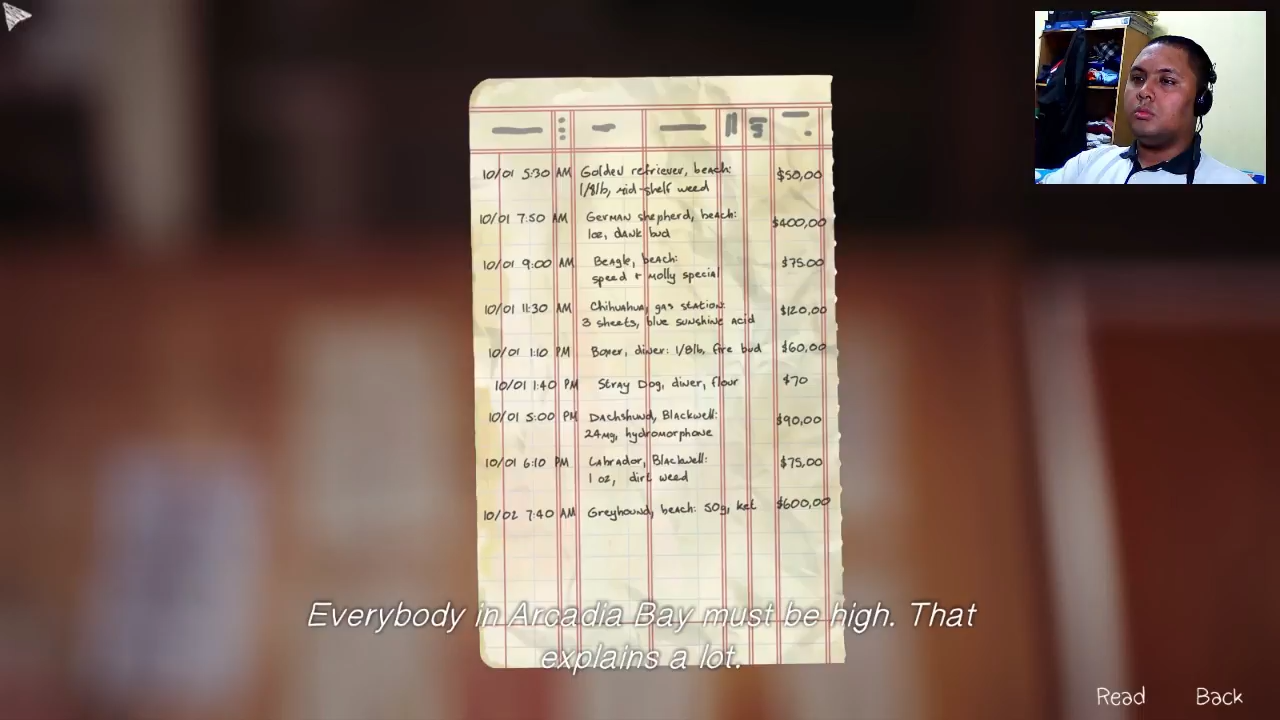 10/01 5:30 AM Golden retriever, beach: $50,00
1/8lb, mid-shelf weed
10/01 7:50 AM German shepherd, beach: $400,00
1oz, dank bud
10/01 9:00 AM Beagle, beach: $75.00
speed + molly special
10/01 11:30 AM Chihuahua, gas station: $120,00
3 sheets, blue sunshine acid
10/01 1:10 PM Boxer, diner: 1/8lb, fire bud $60,00
10/01 1:40 PM Stray Dog, diner, flour $70
10/01 5:00 PM Dachshund, Blackwell: $90,00
24mg, hydromorphone
10/01 6:10 PM Labrador, Blackwell: $75,00
1 oz, dirt weed
10/02 7:40 AM Greyhound, beach: 50g, ket $600,00
Everybody in Arcadia Bay must be high. That
explains a lot.
Read Back